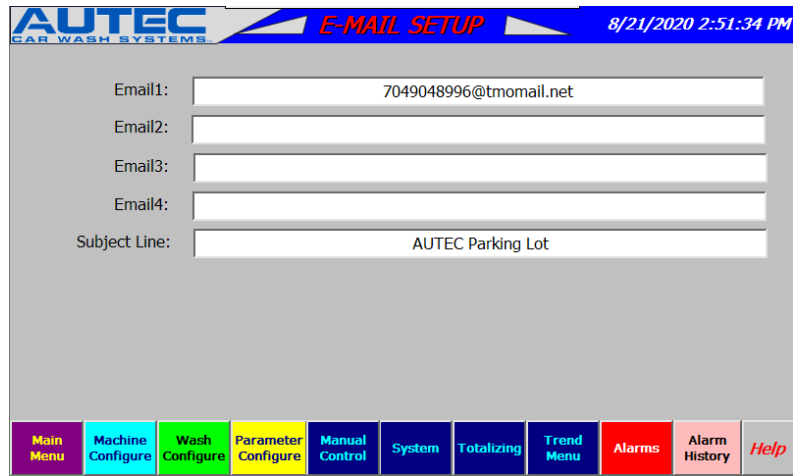 AUTEC
CAR WASH SYSTEMS
E-MAIL SETUP
8/21/2020 2:51:34 PM
Email1: 7049048996@tmomail.net
Email2:
Email3:
Email4:
Subject Line: AUTEC Parking Lot
Main Menu Machine Configure Wash Configure Parameter Configure Manual Control System Totalizing Trend Menu Alarms Alarm History Help